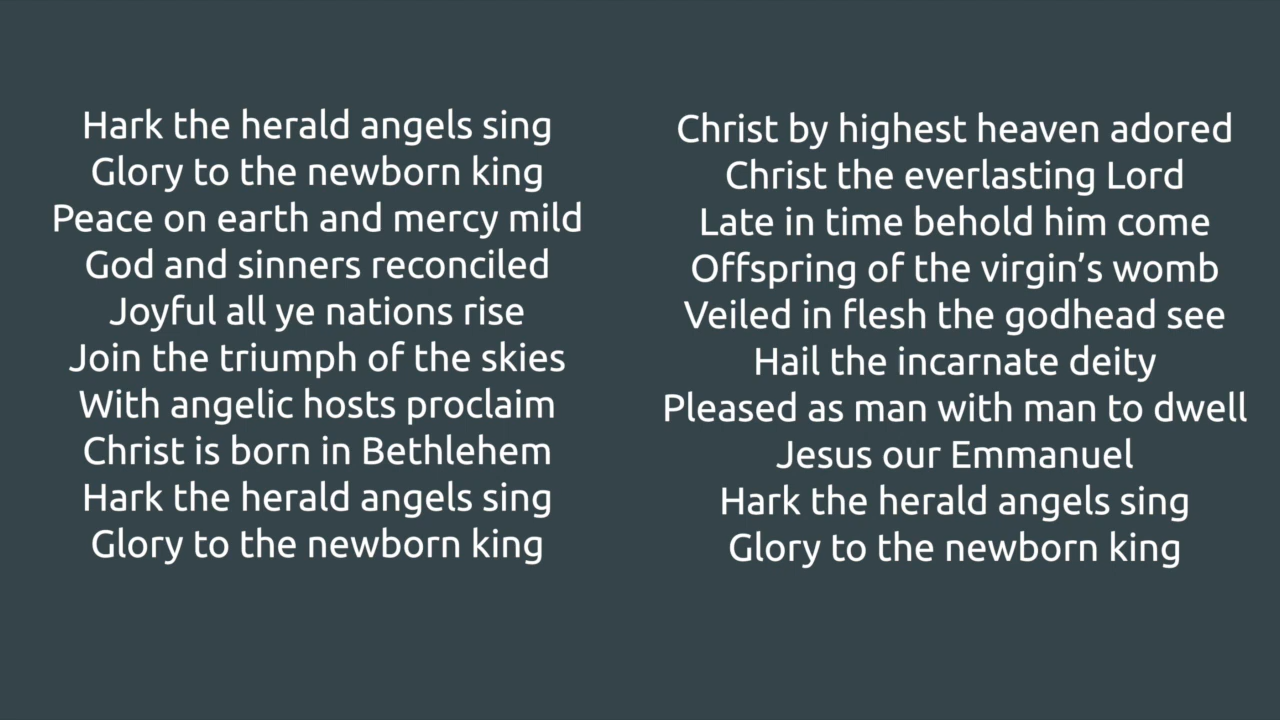 Hark the herald angels sing
Glory to the newborn king
Peace on earth and mercy mild
God and sinners reconciled
Joyful all ye nations rise
Join the triumph of the skies
With angelic hosts proclaim
Christ is born in Bethlehem
Hark the herald angels sing
Glory to the newborn king
Christ by highest heaven adored
Christ the everlasting Lord
Late in time behold him come
Offspring of the virgin’s womb
Veiled in flesh the godhead see
Hail the incarnate deity
Pleased as man with man to dwell
Jesus our Emmanuel
Hark the herald angels sing
Glory to the newborn king